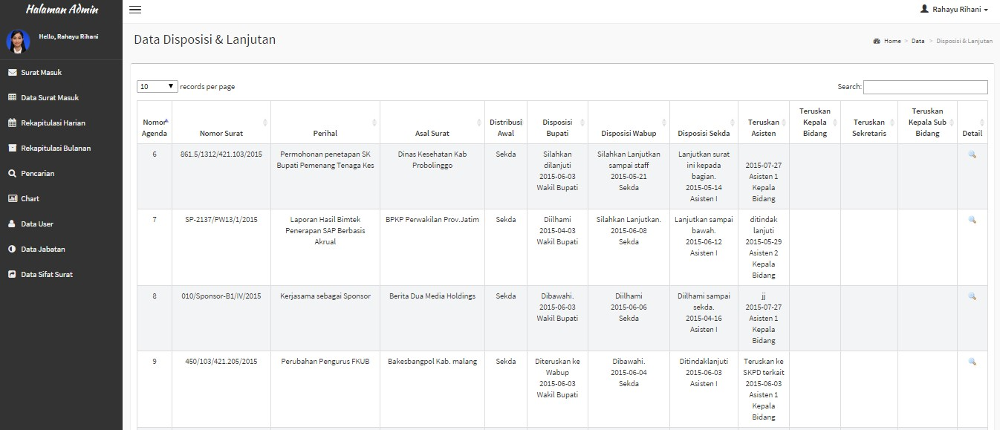 Halaman Admin
Rahayu Rihani
Hello, Rahayu Rihani
Surat Masuk
Data Surat Masuk
Rekapitulasi Harian
Rekapitulasi Bulanan
Pencarian
Chart
Data User
Data Jabatan
Data Sifat Surat
Data Disposisi & Lanjutan
Home > Data > Disposisi & Lanjutan
10 records per page
Search:
Nomor
Agenda
Nomor Surat
Perihal
Asal Surat
Distribusi
Awal
Disposisi
Bupati
Disposisi Wabup
Disposisi Sekda
Teruskan
Asisten
Teruskan
Kepala
Bidang
Teruskan
Sekretaris
Teruskan
Kepala Sub
Bidang
Detail
6
861.5/1312/421.103/2015
Permohonan penetapan SK
Bupati Pemenang Tenaga Kes
Dinas Kesehatan Kab
Probolinggo
Sekda
Silahkan
dilanjuti
2015-06-03
Wakil Bupati
Silahkan Lanjutkan
sampai staff
2015-05-21
Sekda
Lanjutkan surat
ini kepada
bagian.
2015-05-14
Asisten I
2015-07-27
Asisten 1
Kepala
Bidang
7
SP-2137/PW13/1/2015
Laporan Hasil Bimtek
Penerapan SAP Berbasis
Akrual
BPKP Perwakilan Prov.Jatim
Sekda
Diilhami
2015-04-03
Wakil Bupati
Silahkan Lanjutkan.
2015-06-08
Sekda
Lanjutkan sampai
bawah.
2015-06-12
Asisten I
ditindak
lanjuti
2015-05-29
Asisten 2
Kepala
Bidang
8
010/Sponsor-B1/IV/2015
Kerjasama sebagai Sponsor
Berita Dua Media Holdings
Sekda
Dibawahi.
2015-06-03
Wakil Bupati
Diilhami
2015-06-06
Sekda
Diilhami sampai
sekda.
2015-04-16
Asisten I
jj
2015-07-27
Asisten 1
Kepala
Bidang
9
450/103/421.205/2015
Perubahan Pengurus FKUB
Bakesbangpol Kab. malang
Sekda
Diteruskan ke
Wabup
2015-06-03
Wakil Bupati
Dibawahi.
2015-06-04
Sekda
Ditindaklanjuti
2015-06-03
Asisten I
Teruskan ke
SKPD terkait
2015-06-03
Asisten 1
Kepala
Bidang